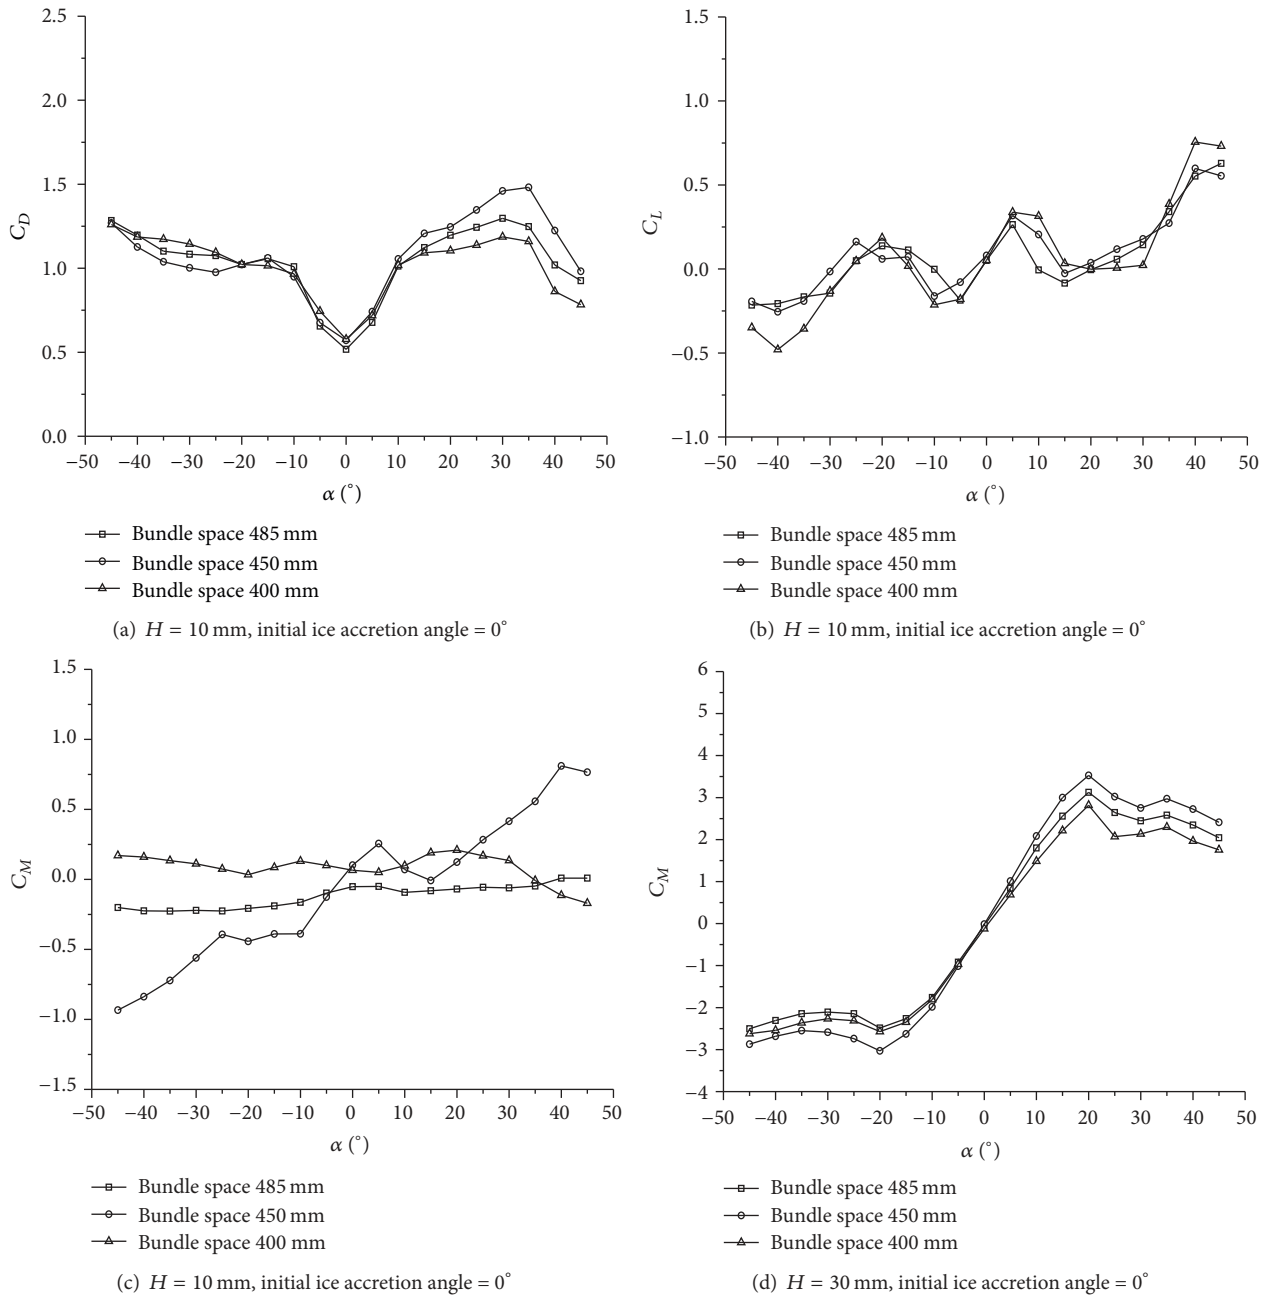 2.5
2.0
1.5
1.0
0.5
0.0
C_D
−50 −40 −30 −20 −10 0 10 20 30 40 50
α (°)
Bundle space 485 mm
Bundle space 450 mm
Bundle space 400 mm
(a) H = 10 mm, initial ice accretion angle = 0°
1.5
1.0
0.5
0.0
−0.5
−1.0
C_L
−50 −40 −30 −20 −10 0 10 20 30 40 50
α (°)
Bundle space 485 mm
Bundle space 450 mm
Bundle space 400 mm
(b) H = 10 mm, initial ice accretion angle = 0°
1.5
1.0
0.5
0.0
−0.5
−1.0
−1.5
C_M
−50 −40 −30 −20 −10 0 10 20 30 40 50
α (°)
Bundle space 485 mm
Bundle space 450 mm
Bundle space 400 mm
(c) H = 10 mm, initial ice accretion angle = 0°
6
5
4
3
2
1
0
−1
−2
−3
−4
C_M
−50 −40 −30 −20 −10 0 10 20 30 40 50
α (°)
Bundle space 485 mm
Bundle space 450 mm
Bundle space 400 mm
(d) H = 30 mm, initial ice accretion angle = 0°